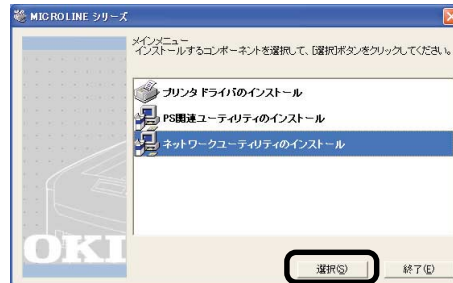 MICROLINE シリーズ
メインメニュー
インストールするコンポーネントを選択して、[選択]ボタンをクリックしてください。
プリンタドライバのインストール
PS関連ユーティリティのインストール
ネットワークユーティリティのインストール
OKI
選択(S)
終了(E)